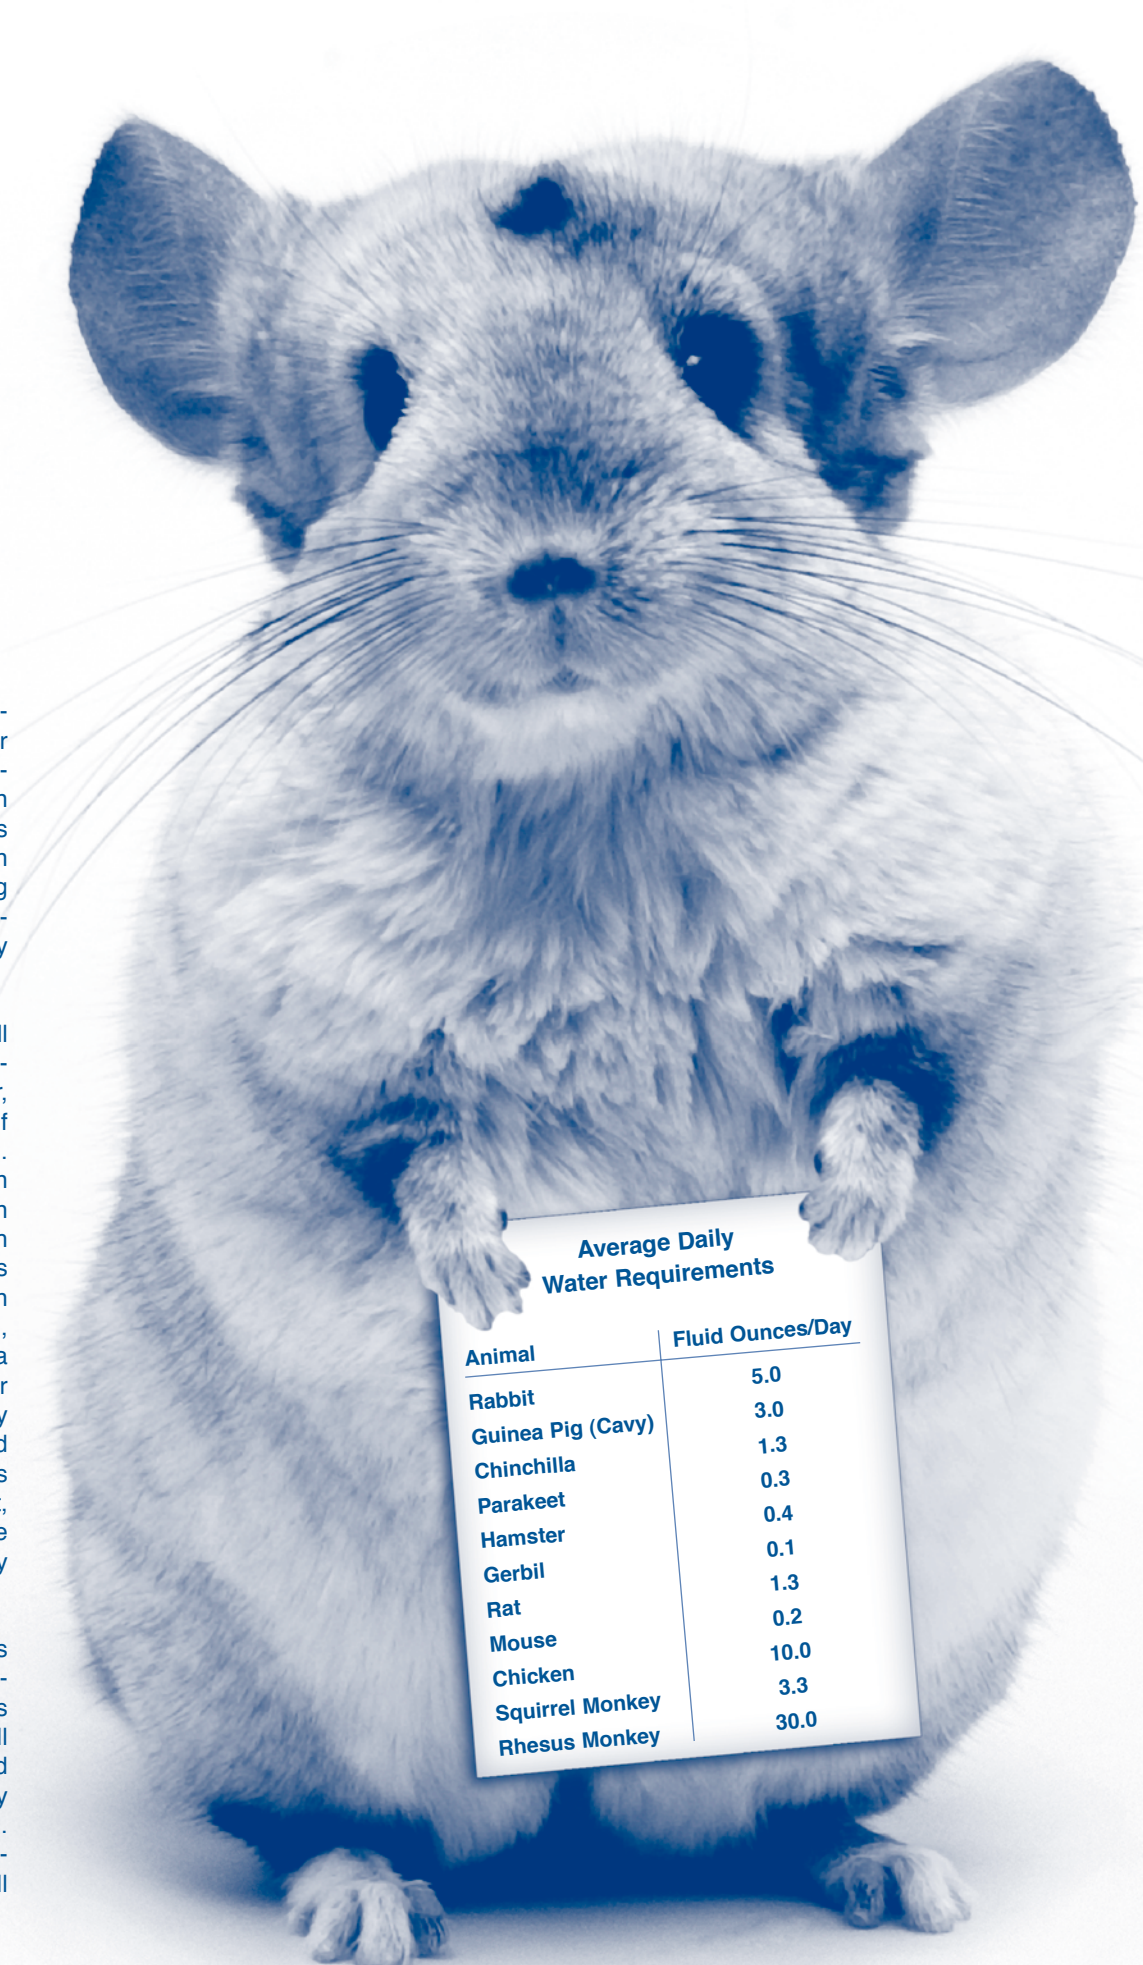 Average Daily
Water Requirements
Animal Fluid Ounces/Day
Rabbit 5.0
Guinea Pig (Cavy) 3.0
Chinchilla 1.3
Parakeet 0.3
Hamster 0.4
Gerbil 0.1
Rat 1.3
Mouse 0.2
Chicken 10.0
Squirrel Monkey 3.3
Rhesus Monkey 30.0